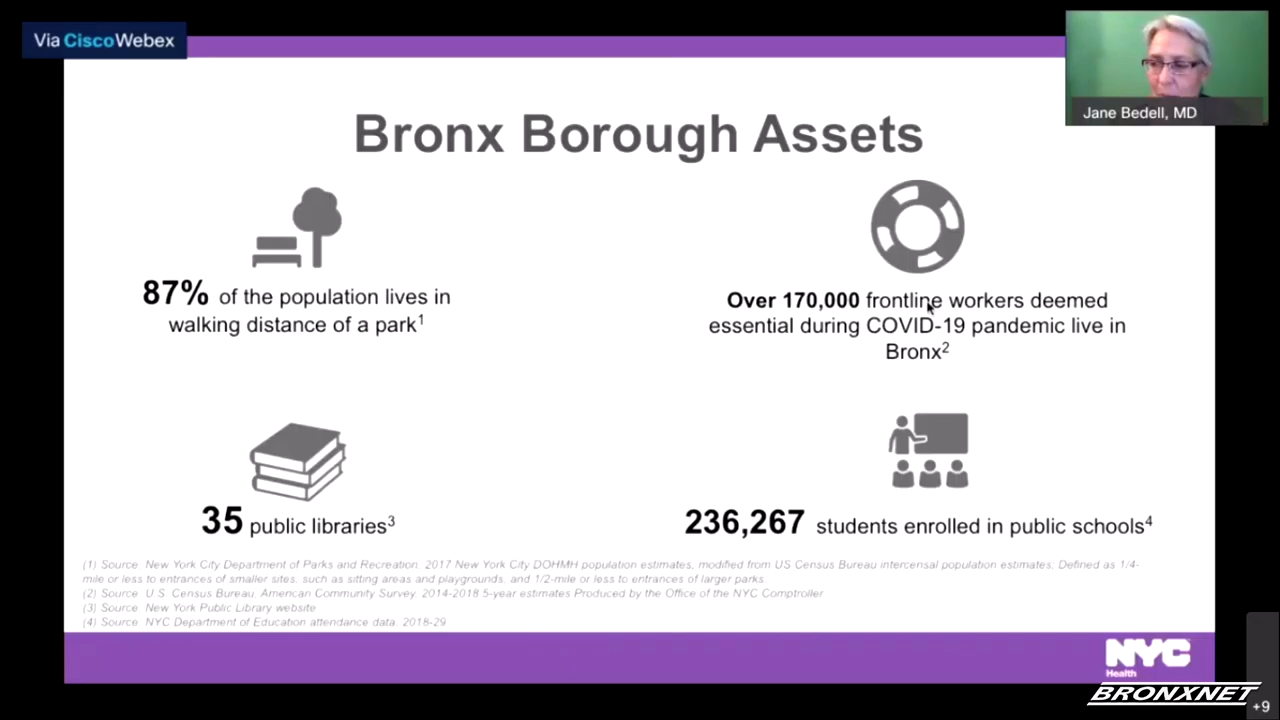 Via Cisco Webex
Jane Bedell, MD
Bronx Borough Assets
87% of the population lives in
walking distance of a park1
Over 170,000 frontline workers deemed
essential during COVID-19 pandemic live in
Bronx2
35 public libraries3
236,267 students enrolled in public schools4
(1) Source: New York City Department of Parks and Recreation. 2017 New York City DOHMH population estimates, modified from US Census Bureau intercensal population estimates. Defined as 1/4-
mile or less to entrances of smaller sites, such as sitting areas and playgrounds, and 1/2-mile or less to entrances of larger parks
(2) Source: U.S. Census Bureau, American Community Survey, 2014-2018 5-year estimates Produced by the Office of the NYC Comptroller
(3) Source: New York Public Library website
(4) Source: NYC Department of Education attendance data, 2018-29
NYC
Health
BRONXNET
+9